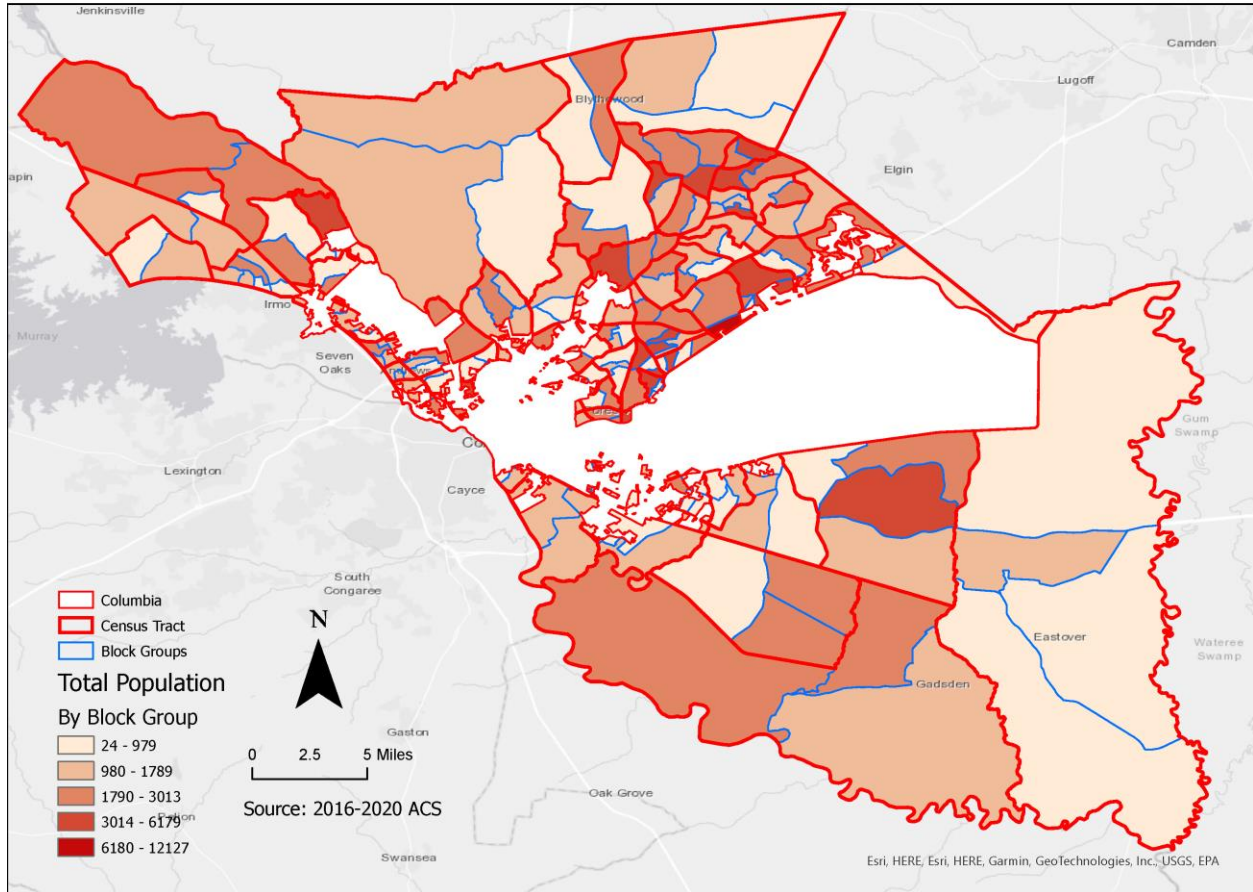 Jenkinsville
Camden
Lugoff
Blythewood
Elgin
apin
Irmo
Murray
Seven
Oaks
Gum
Swamp
Lexington
Cayce
South
Congaree
Columbia
Census Tract
Block Groups
N
Eastover
Wateree
Swamp
Gadsden
Total Population
By Block Group
24 - 979
980 - 1789
1790 - 3013
3014 - 6179
6180 - 12127
0 2.5 5 Miles
Source: 2016-2020 ACS
Gaston
Oak Grove
Swansea
Esri, HERE, Esri, HERE, Garmin, GeoTechnologies, Inc., USGS, EPA